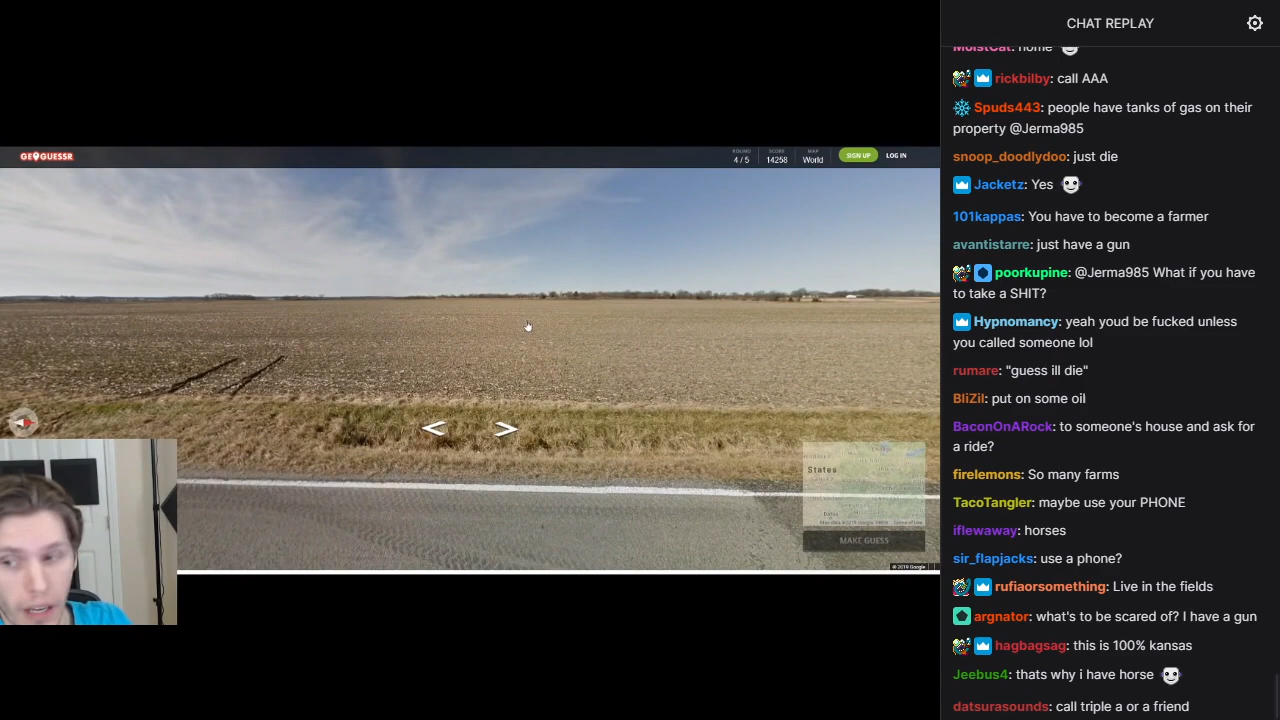 GEOGUESSR
ROUND
4 / 5
SCORE
14258
MAP
World
SIGN UP
LOG IN
States
MAKE GUESS
© 2019 Google
CHAT REPLAY
MoistCat: home
rickbilby: call AAA
Spuds443: people have tanks of gas on their
property @Jerma985
snoop_doodlydoo: just die
Jacketz: Yes
101kappas: You have to become a farmer
avantistarre: just have a gun
poorkupine: @Jerma985 What if you have
to take a SHIT?
Hypnomancy: yeah youd be fucked unless
you called someone lol
rumare: "guess ill die"
BliZil: put on some oil
BaconOnARock: to someone's house and ask for
a ride?
firelemons: So many farms
TacoTangler: maybe use your PHONE
iflewaway: horses
sir_flapjacks: use a phone?
rufiaorsomething: Live in the fields
argnator: what's to be scared of? I have a gun
hagbagsag: this is 100% kansas
Jeebus4: thats why i have horse
datsurasounds: call triple a or a friend